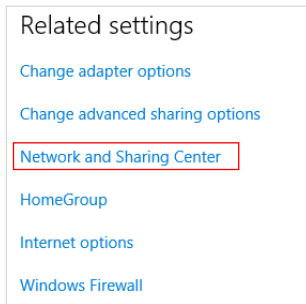 Related settings
Change adapter options
Change advanced sharing options
Network and Sharing Center
HomeGroup
Internet options
Windows Firewall